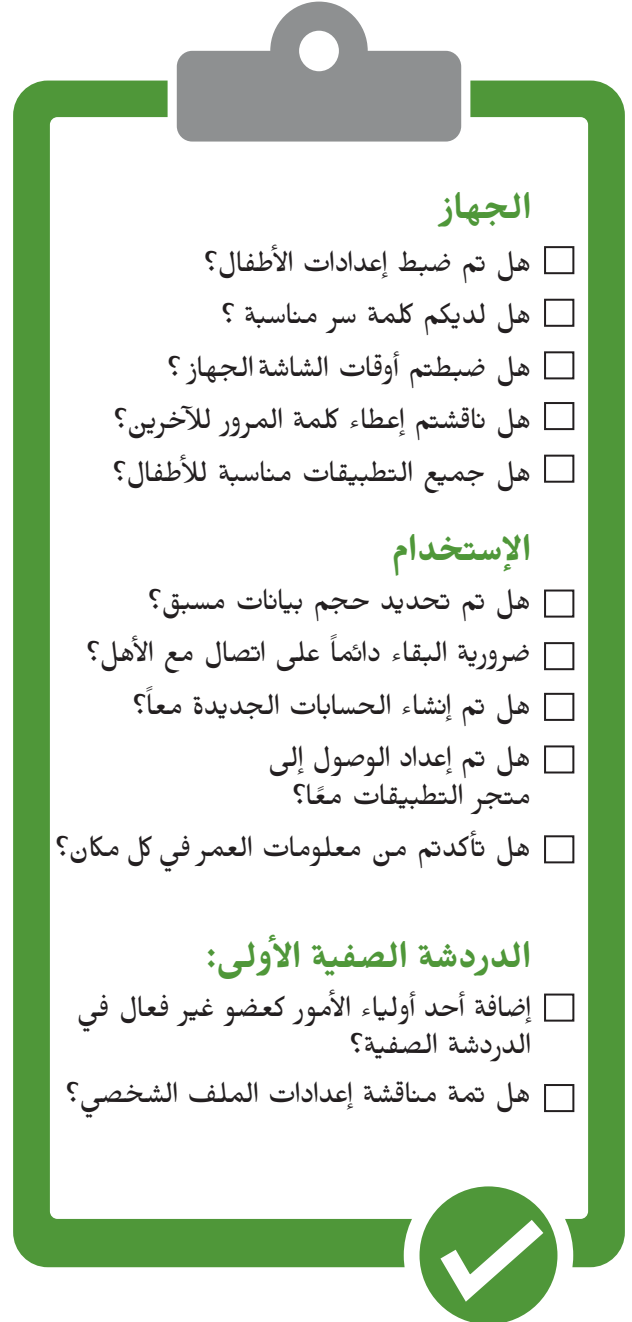 الجهاز
هل تم ضبط إعدادات الأطفال؟
هل لديكم كلمة سر مناسبة ؟
هل ضبطتم أوقات الشاشة الجهاز ؟
هل ناقشتم إعطاء كلمة المرور للآخرين؟
هل جميع التطبيقات مناسبة للأطفال؟
الإستخدام
هل تم تحديد حجم بيانات مسبق؟
ضرورية البقاء دائماً على اتصال مع الأهل؟
هل تم إنشاء الحسابات الجديدة معاً؟
هل تم إعداد الوصول إلى
متجر التطبيقات معًا؟
هل تأكدتم من معلومات العمر في كل مكان؟
الدردشة الصفية الأولى:
إضافة أحد أولياء الأمور كعضو غير فعال في
الدردشة الصفية؟
هل تمة مناقشة إعدادات الملف الشخصي؟